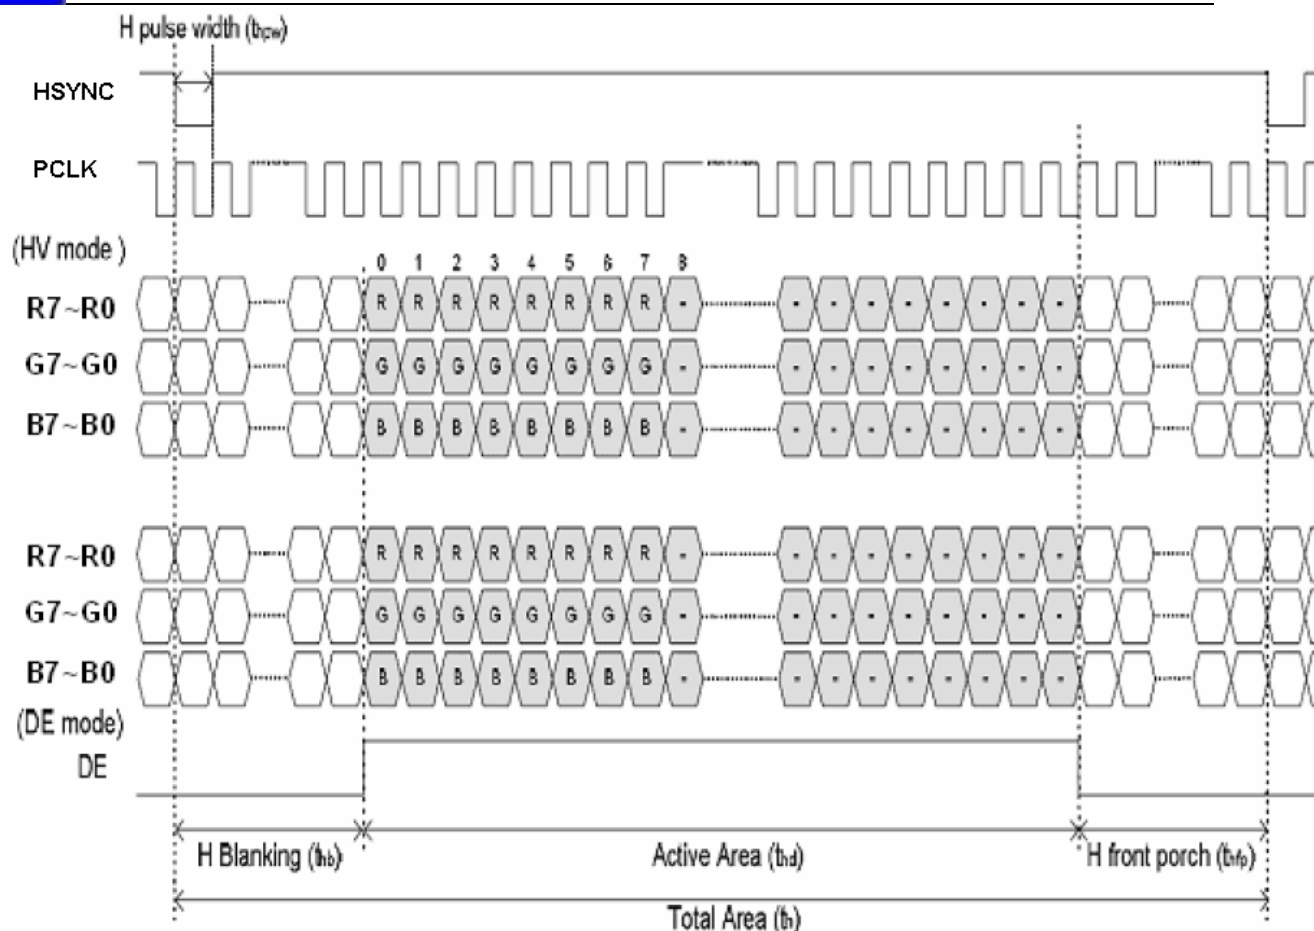 H pulse width (thpw)
HSYNC
PCLK
(HV mode )
0 1 2 3 4 5 6 7 8
R7~R0 R R R R R R R R - - - - - - - - -
G7~G0 G G G G G G G G - - - - - - - - -
B7~B0 B B B B B B B B - - - - - - - - -
R7~R0 R R R R R R R R - - - - - - - - -
G7~G0 G G G G G G G G - - - - - - - - -
B7~B0 B B B B B B B B - - - - - - - - -
(DE mode)
DE
H Blanking (thb) Active Area (thd) H front porch (thfp)
Total Area (th)